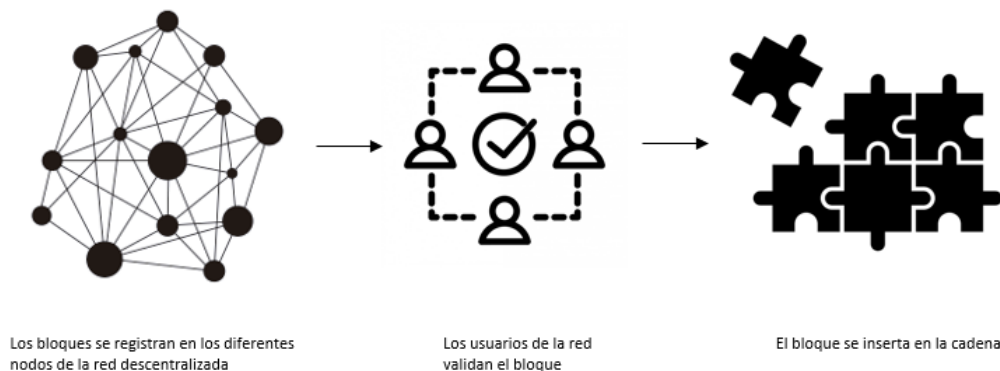 Los bloques se registran en los diferentes
nodos de la red descentralizada
Los usuarios de la red
validan el bloque
El bloque se inserta en la cadena